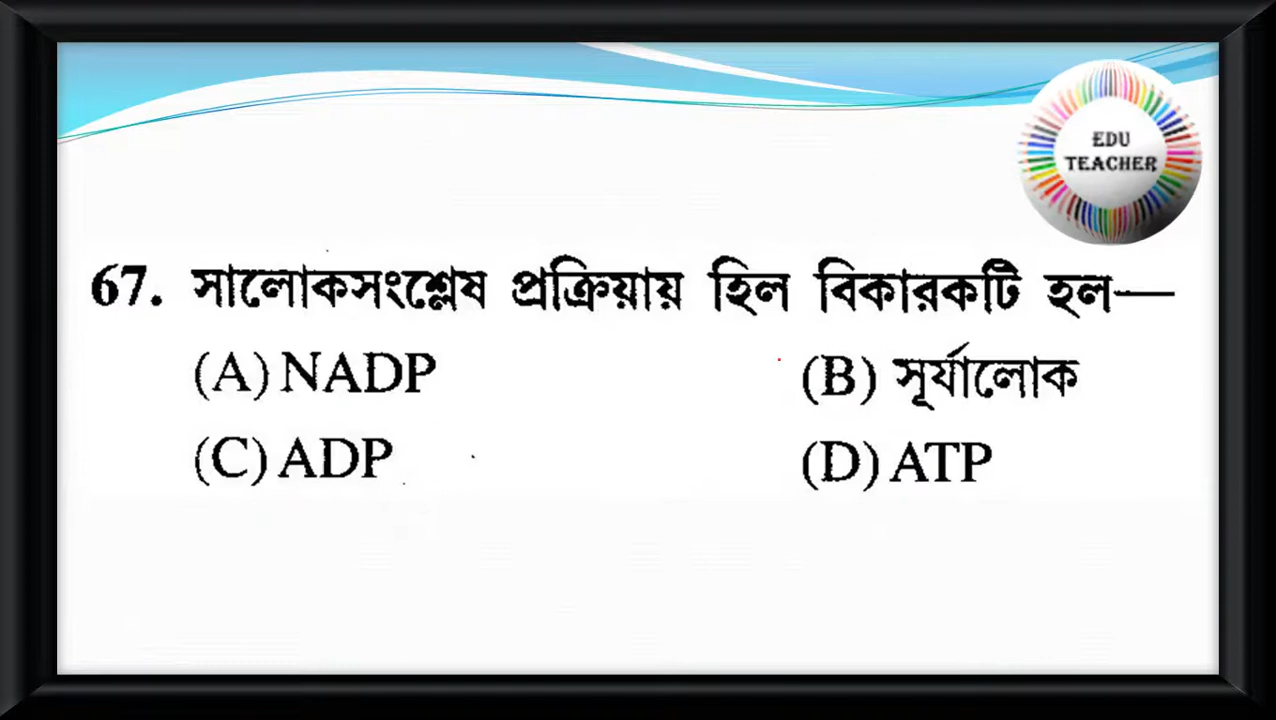 EDU
TEACHER
67. সালোকসংশ্লেষ প্রক্রিয়ায় হিল বিকারকটি হল—
(A) NADP (B) সূর্যালোক
(C) ADP (D) ATP